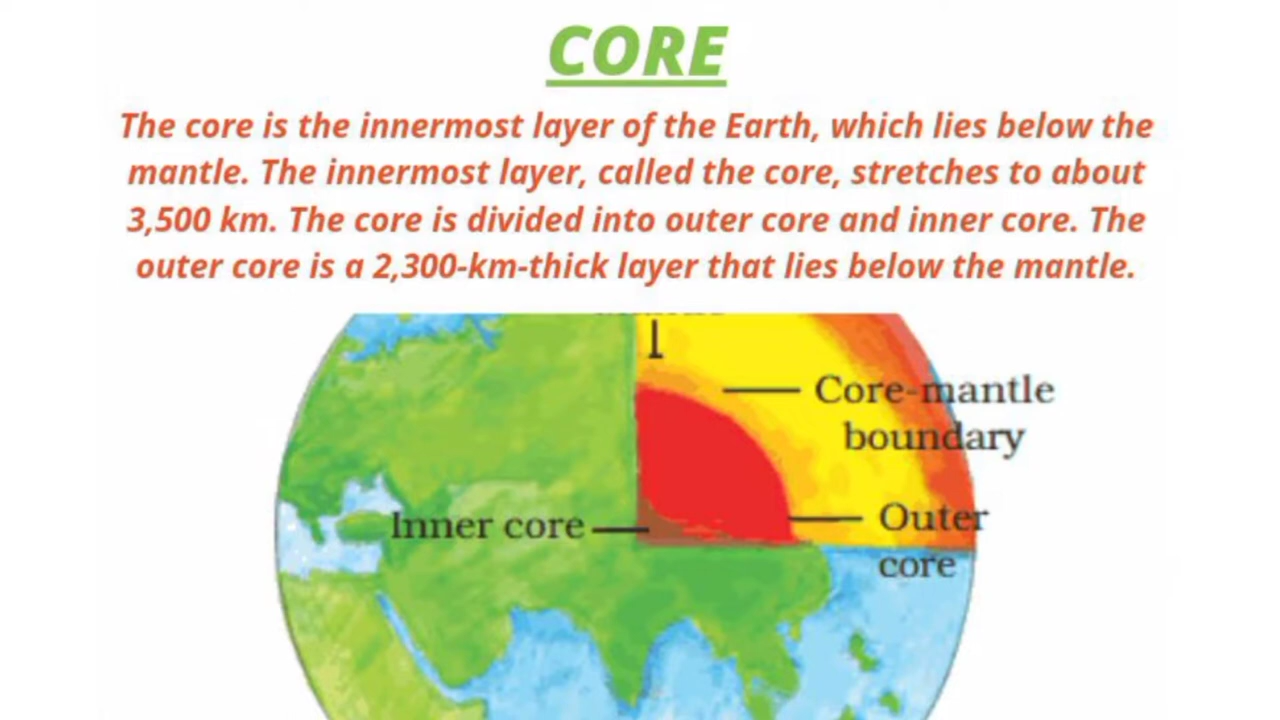 CORE
The core is the innermost layer of the Earth, which lies below the
mantle. The innermost layer, called the core, stretches to about
3,500 km. The core is divided into outer core and inner core. The
outer core is a 2,300-km-thick layer that lies below the mantle.
Core-mantle
boundary
Outer
core
Inner core